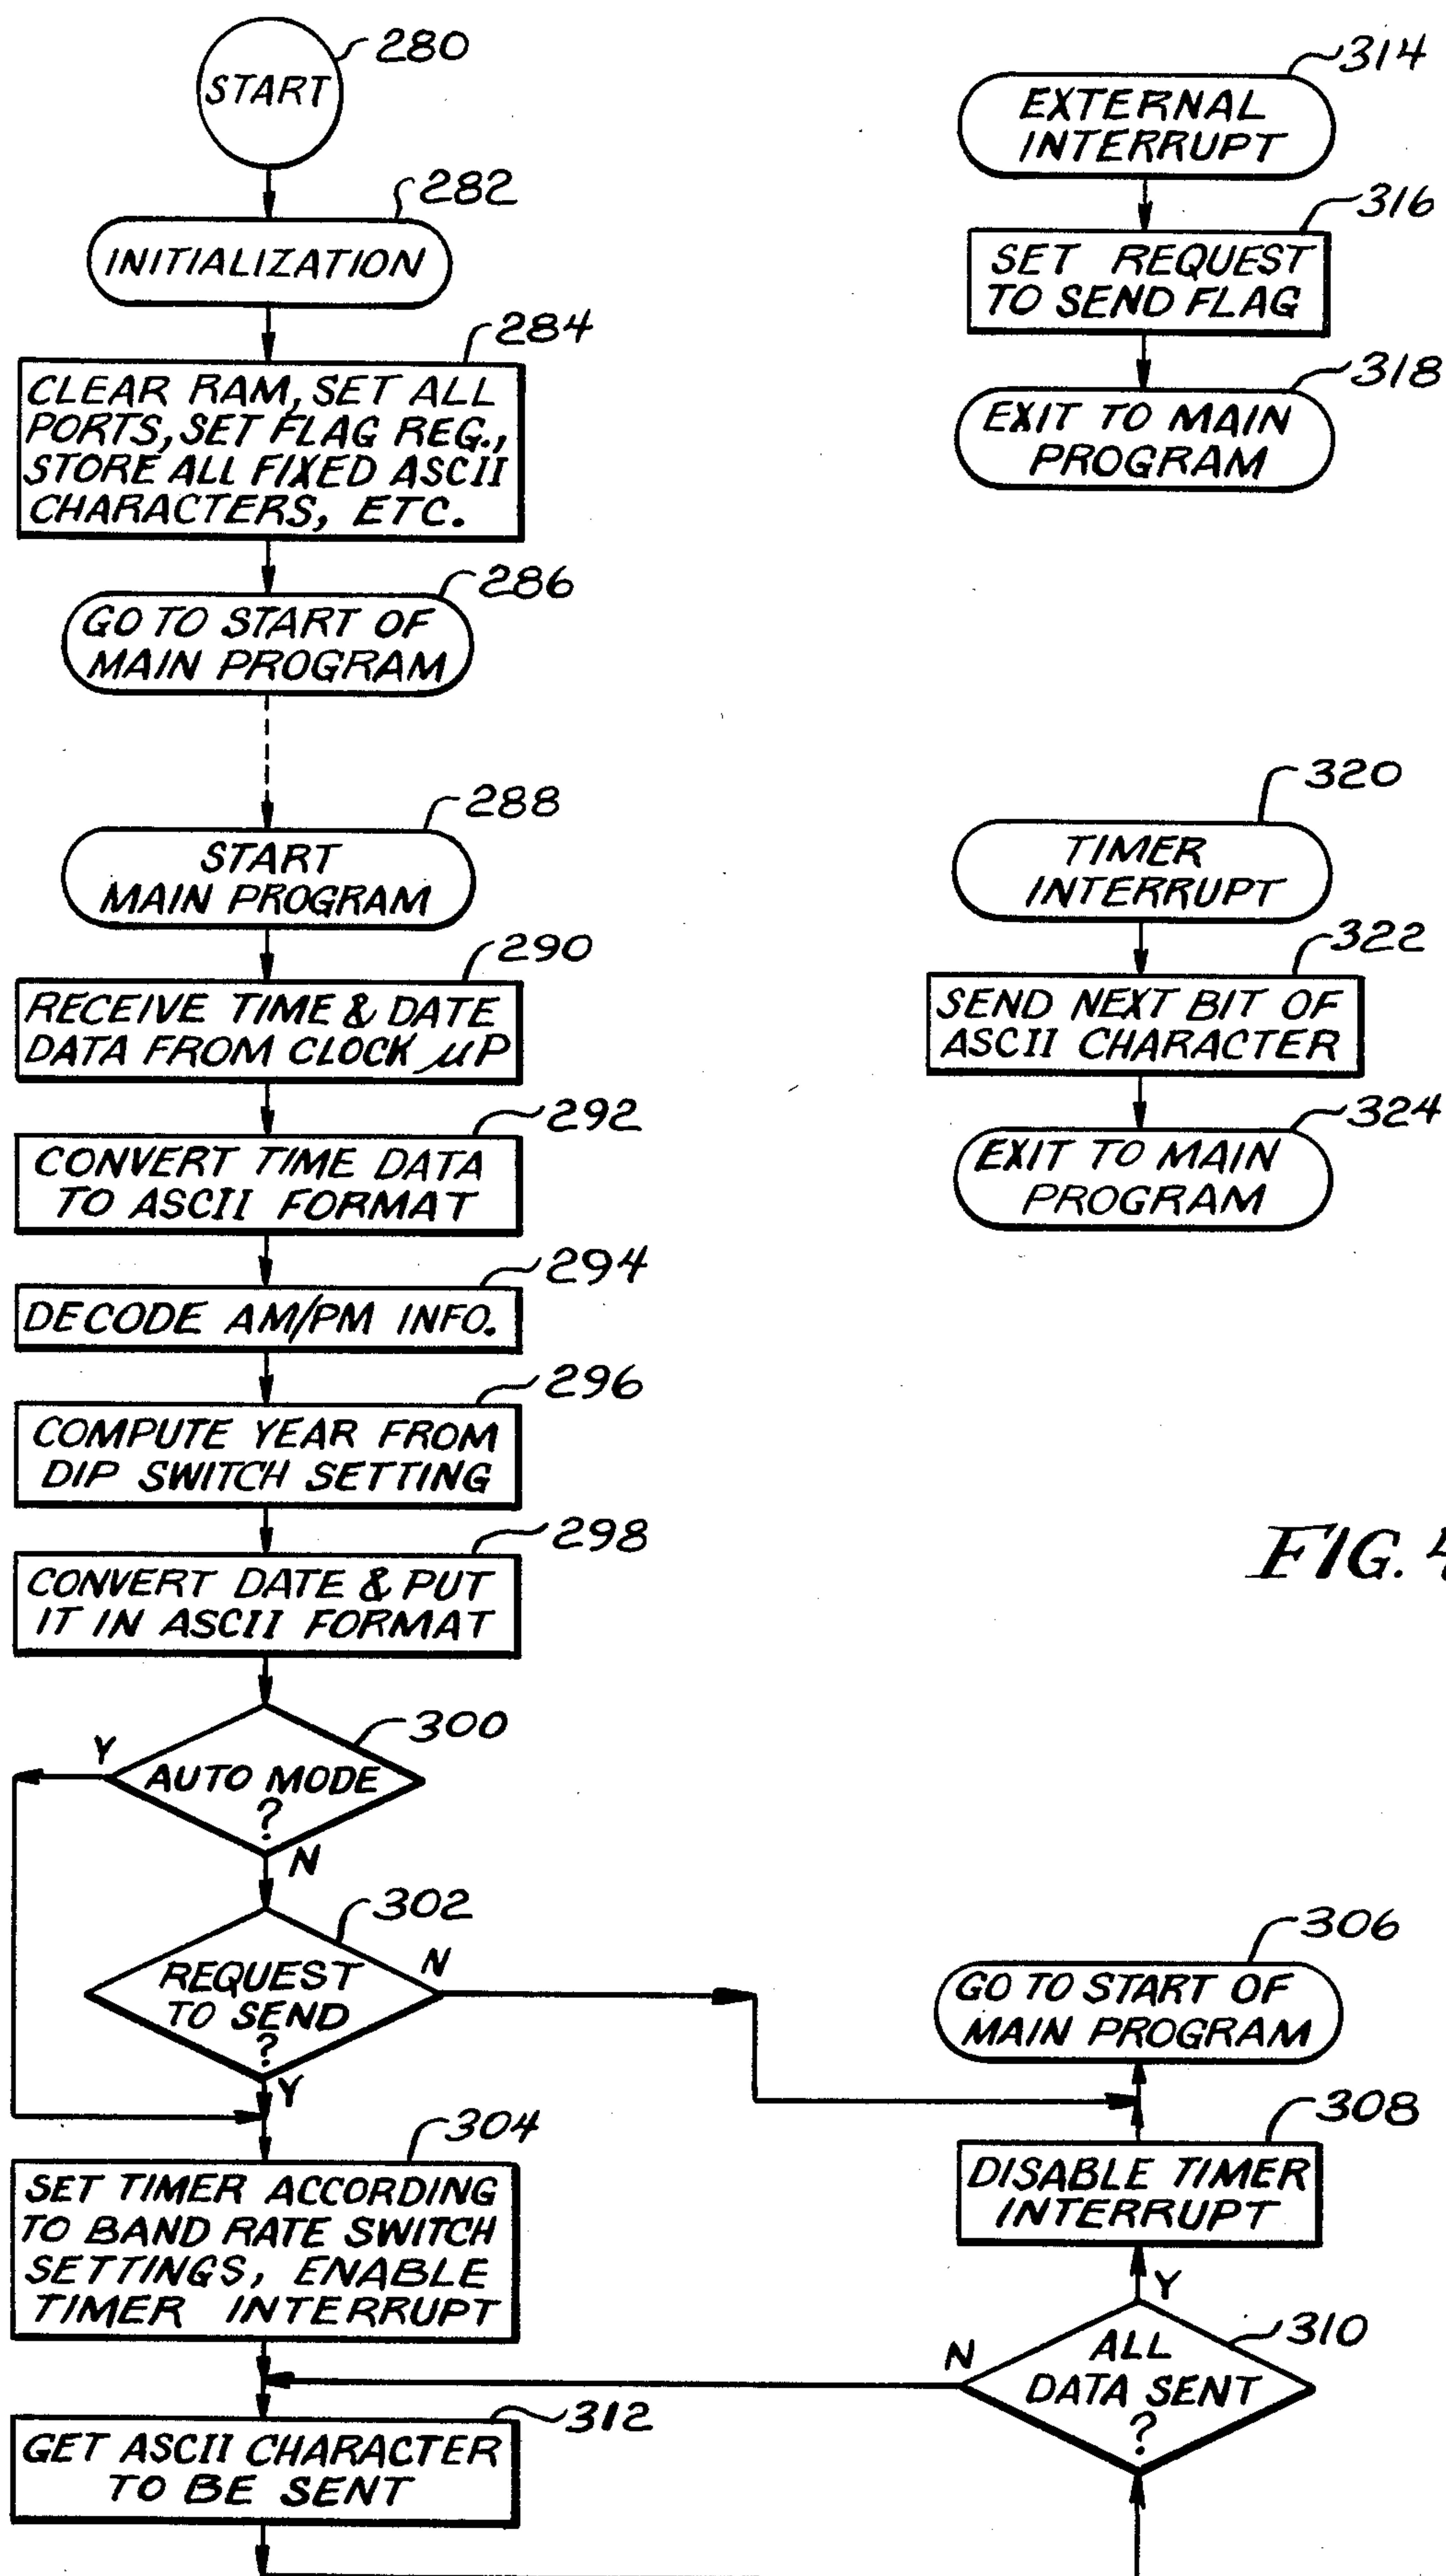 280
START
282
INITIALIZATION
284
CLEAR RAM, SET ALL
PORTS, SET FLAG REG.,
STORE ALL FIXED ASCII
CHARACTERS, ETC.
286
GO TO START OF
MAIN PROGRAM
288
START
MAIN PROGRAM
290
RECEIVE TIME & DATE
DATA FROM CLOCK μP
292
CONVERT TIME DATA
TO ASCII FORMAT
294
DECODE AM/PM INFO.
296
COMPUTE YEAR FROM
DIP SWITCH SETTING
298
CONVERT DATE & PUT
IT IN ASCII FORMAT
300
Y
AUTO MODE
?
N
302
REQUEST
TO SEND
?
N
Y
304
SET TIMER ACCORDING
TO BAND RATE SWITCH
SETTINGS, ENABLE
TIMER INTERRUPT
312
GET ASCII CHARACTER
TO BE SENT
314
EXTERNAL
INTERRUPT
316
SET REQUEST
TO SEND FLAG
318
EXIT TO MAIN
PROGRAM
320
TIMER
INTERRUPT
322
SEND NEXT BIT OF
ASCII CHARACTER
324
EXIT TO MAIN
PROGRAM
FIG.
306
GO TO START OF
MAIN PROGRAM
308
DISABLE TIMER
INTERRUPT
Y
310
N
ALL
DATA SENT
?